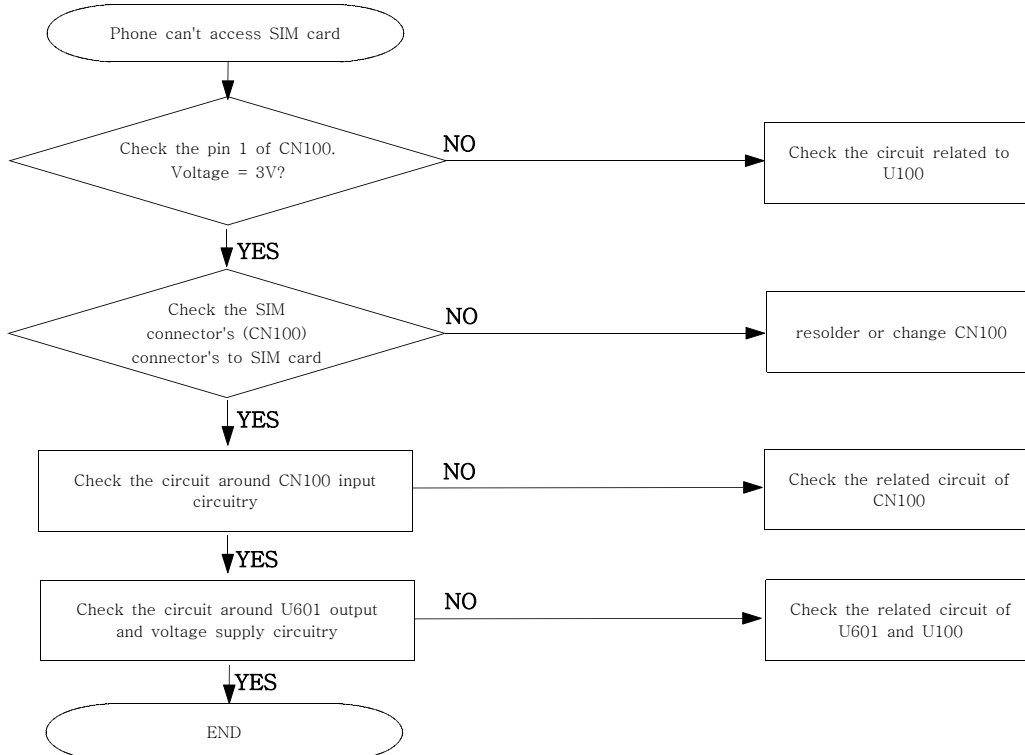 Phone can't access SIM card
Check the pin 1 of CN100.
Voltage = 3V?
NO
Check the circuit related to
U100
YES
Check the SIM
connector's (CN100)
connector's to SIM card
NO
resolder or change CN100
YES
Check the circuit around CN100 input
circuitry
NO
Check the related circuit of
CN100
YES
Check the circuit around U601 output
and voltage supply circuitry
NO
Check the related circuit of
U601 and U100
YES
END